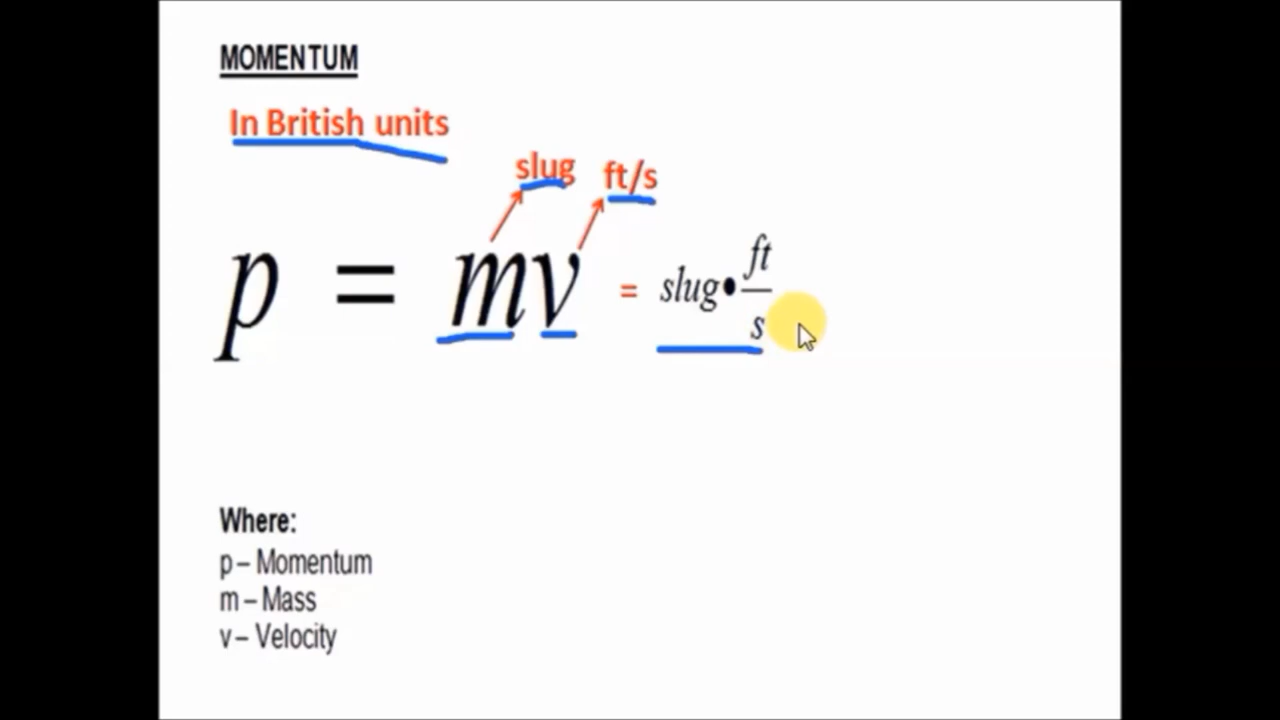 MOMENTUM
In British units
slug ft/s
p = mv = slug•ft/s
Where:
p – Momentum
m – Mass
v – Velocity